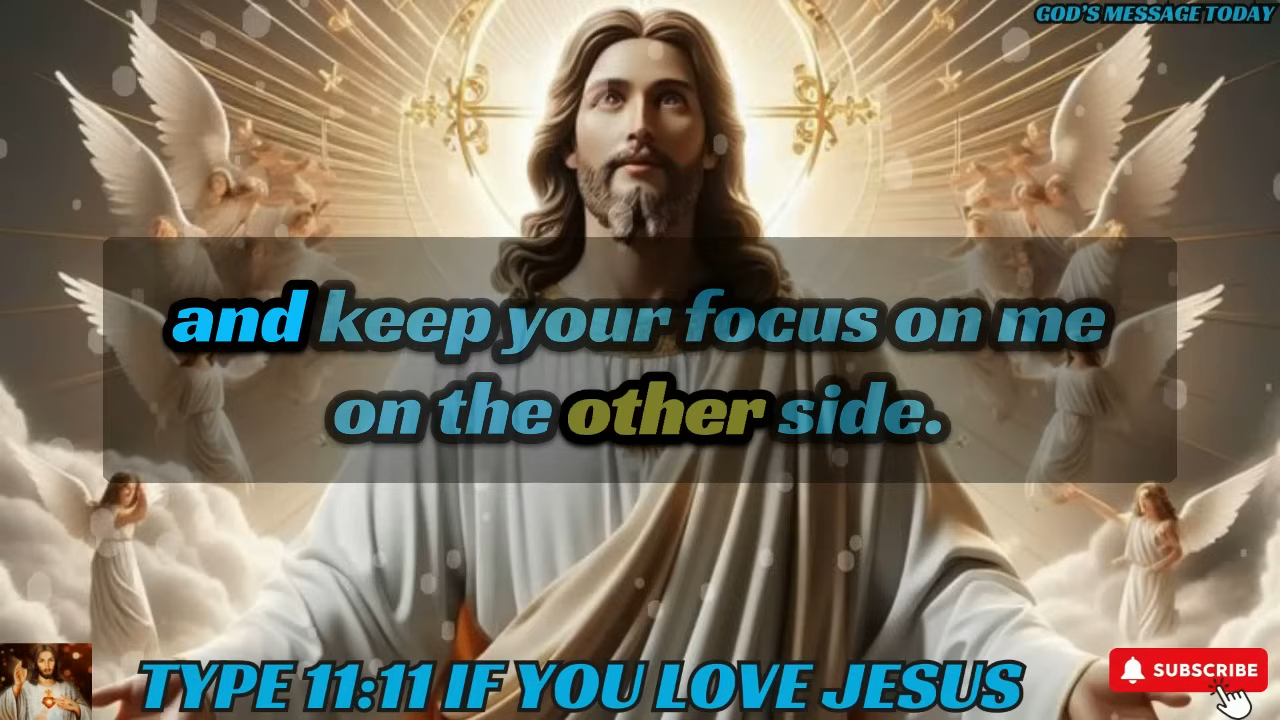 GOD'S MESSAGE TODAY
and keep your focus on me
on the other side.
TYPE 11:11 IF YOU LOVE JESUS
SUBSCRIBE